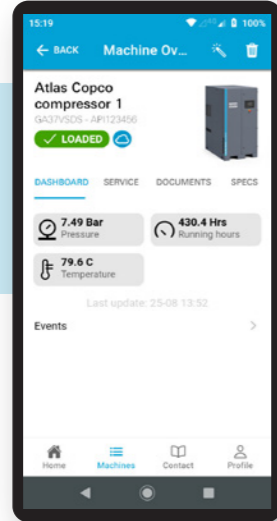 15:19
4G 100%
← BACK Machine Ov...
Atlas Copco
compressor 1
GA37VSDS - API123456
LOADED
DASHBOARD SERVICE DOCUMENTS SPECS
7.49 Bar
Pressure
430.4 Hrs
Running hours
79.6 C
Temperature
Last update: 25-08 13:52
Events
Home Machines Contact Profile